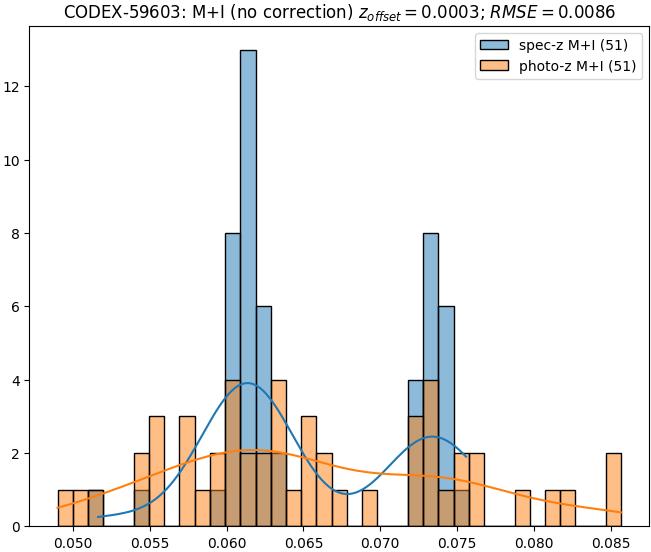 CODEX-59603: M+I (no correction) z_offset = 0.0003; RMSE = 0.0086
spec-z M+I (51)
photo-z M+I (51)
12
10
8
6
4
2
0
0.050 0.055 0.060 0.065 0.070 0.075 0.080 0.085